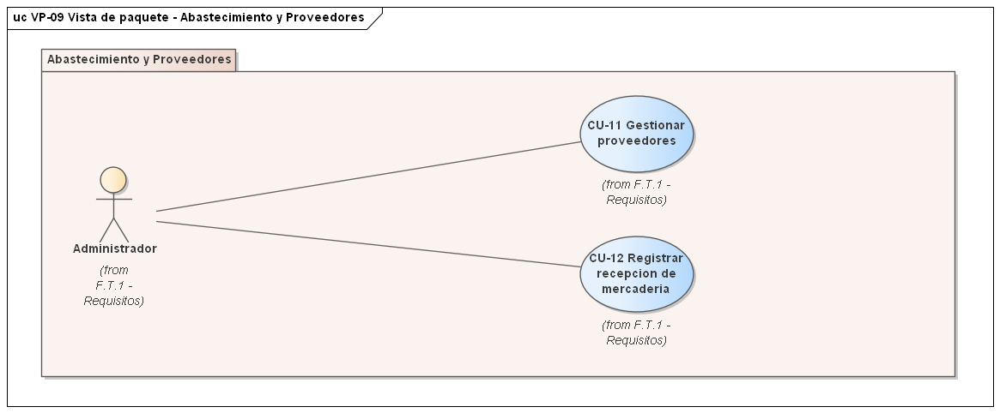 uc VP-09 Vista de paquete - Abastecimiento y Proveedores
Abastecimiento y Proveedores
CU-11 Gestionar
proveedores
(from F.T.1 -
Requisitos)
Administrador
(from
F.T.1 -
Requisitos)
CU-12 Registrar
recepcion de
mercaderia
(from F.T.1 -
Requisitos)